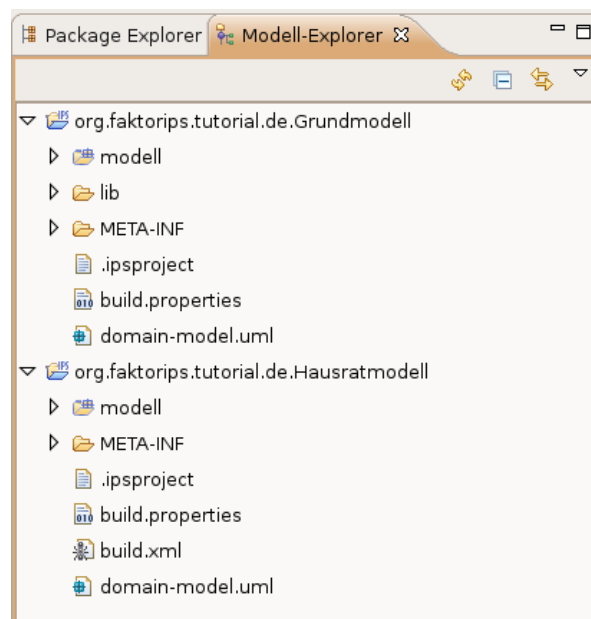 Package Explorer Modell-Explorer
org.faktorips.tutorial.de.Grundmodell
modell
lib
META-INF
.ipsproject
build.properties
domain-model.uml
org.faktorips.tutorial.de.Hausratmodell
modell
META-INF
.ipsproject
build.properties
build.xml
domain-model.uml